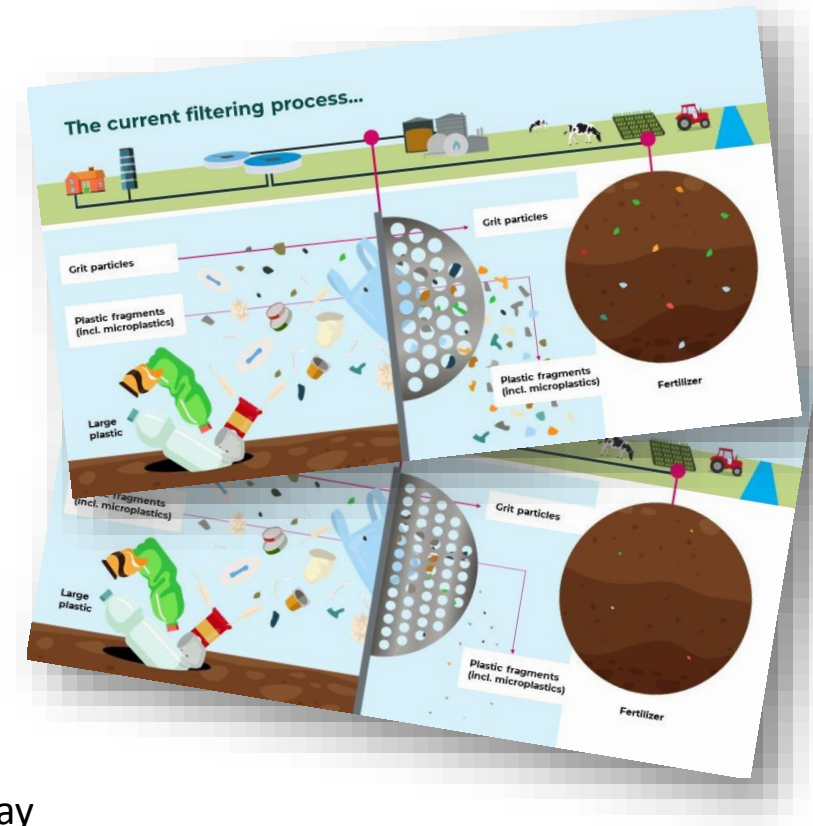 The current filtering process...
Grit particles
Grit particles
Plastic fragments
(incl. microplastics)
Plastic fragments
(incl. microplastics)
Large
plastic
Fertilizer
fragments
(incl. microplastics)
Grit particles
Large
plastic
Plastic fragments
(incl. microplastics)
Fertilizer
ay